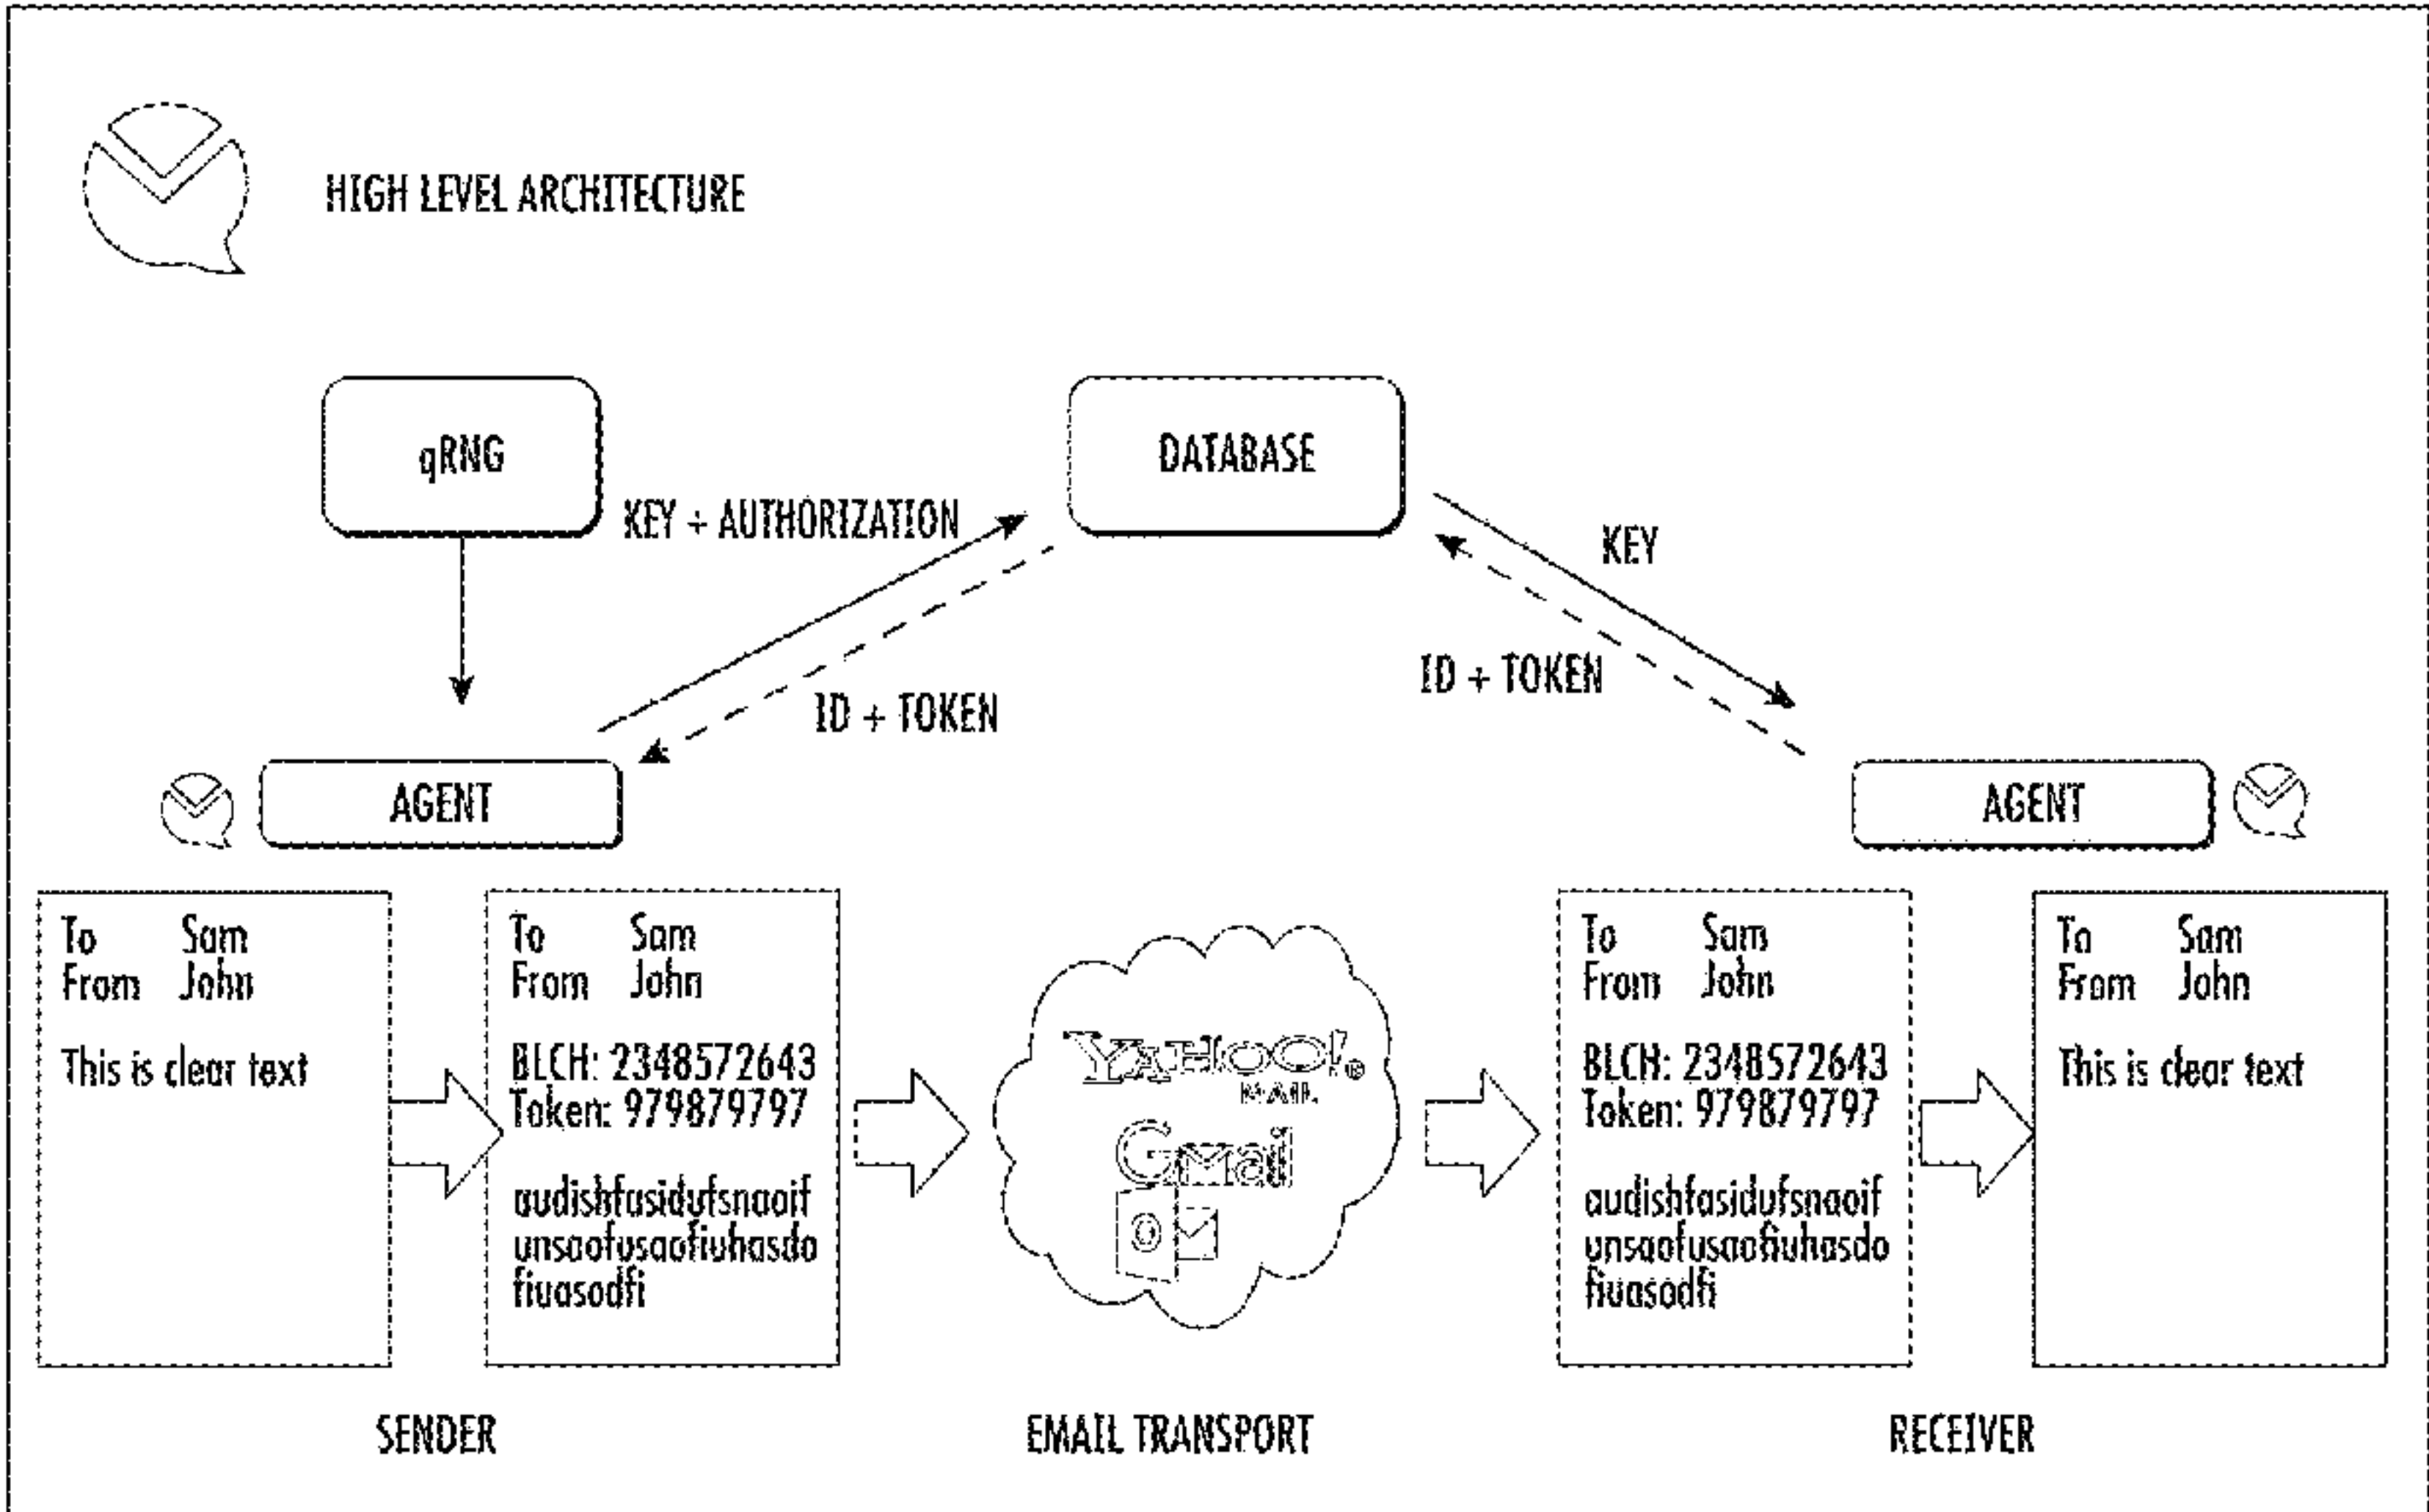 HIGH LEVEL ARCHITECTURE
qRNG
DATABASE
KEY + AUTHORIZATION
KEY
ID + TOKEN
ID + TOKEN
AGENT
AGENT
To Sam
From John
This is clear text
To Sam
From John
BLCH: 2348572643
Token: 979879797
audishfasidufsnaoif
unsaofusaofiuhasdo
fiuasodfi
YAHOO!®
MAIL
Gmail
O
To Sam
From John
BLCH: 2348572643
Token: 979879797
audishfasidufsnaoif
unsaofusaofiuhasdo
fiuasodfi
To Sam
From John
This is clear text
SENDER
EMAIL TRANSPORT
RECEIVER